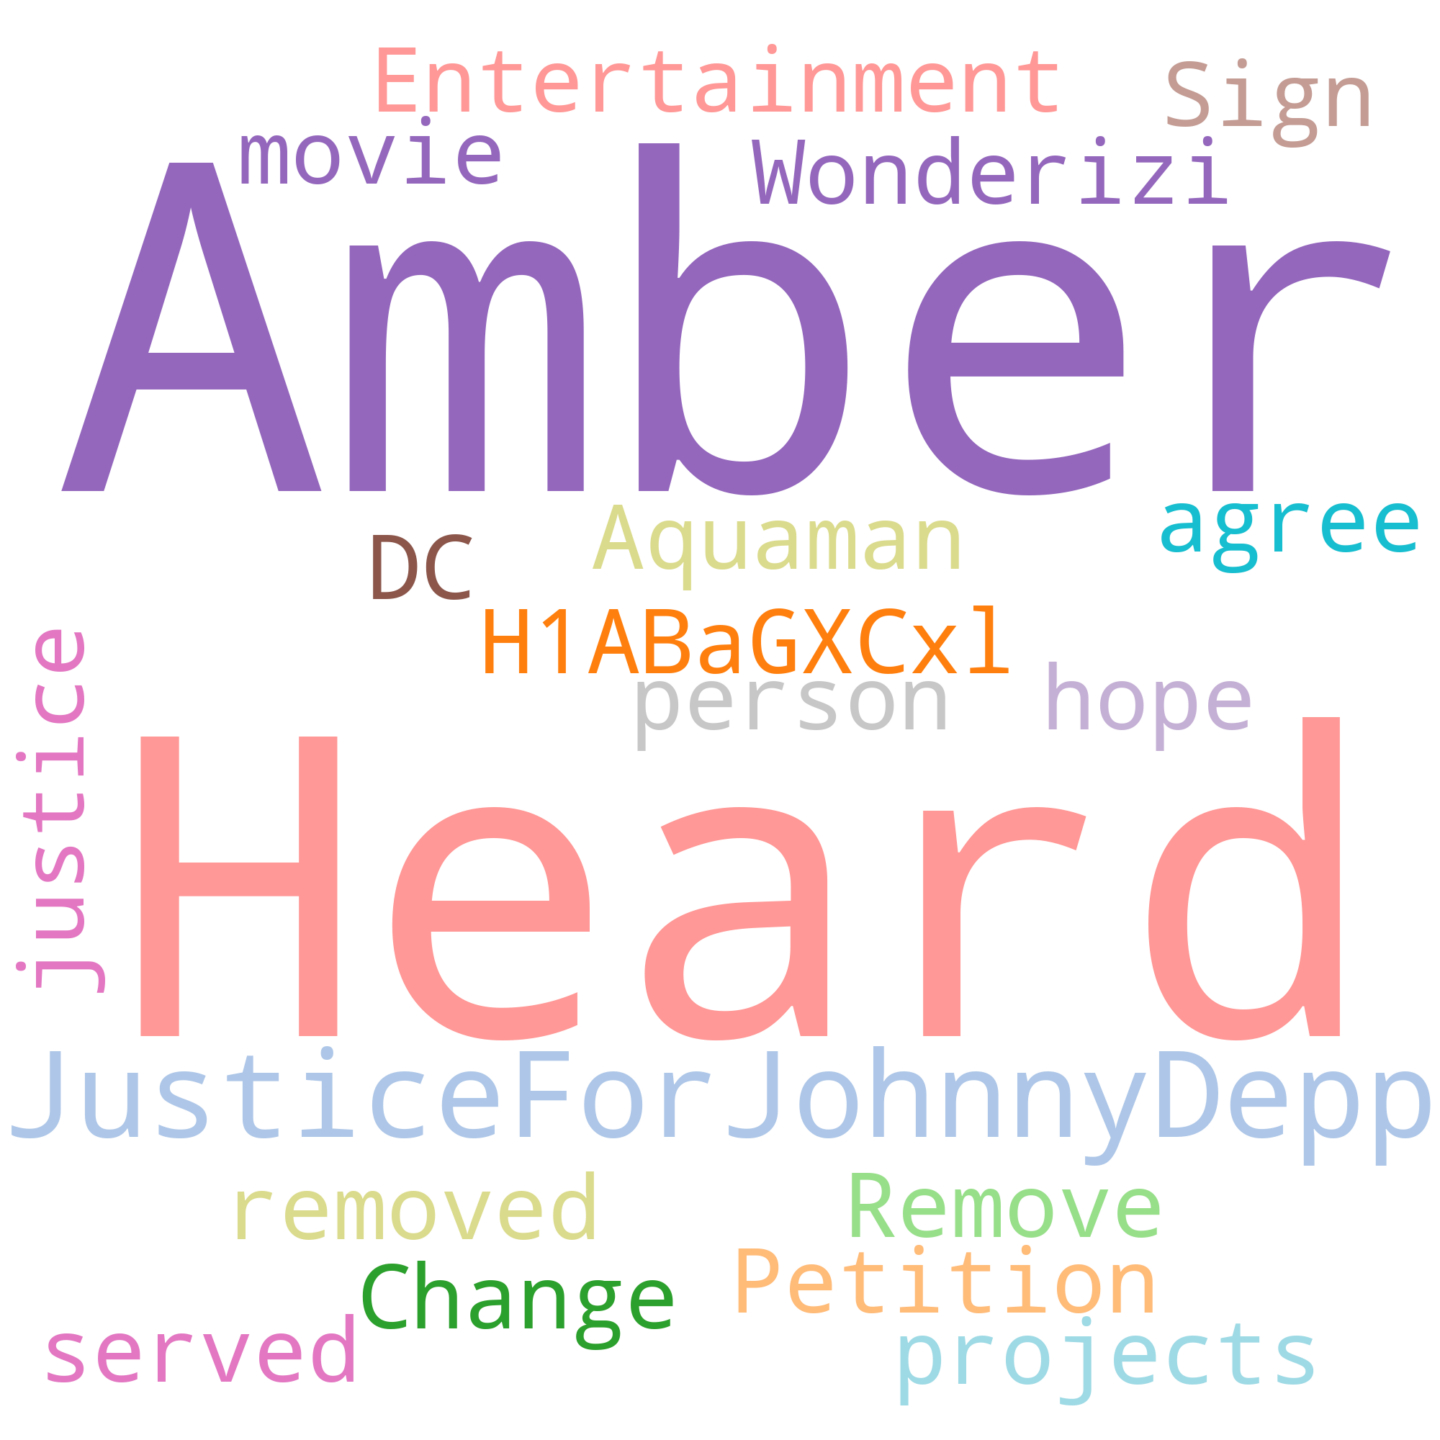 Entertainment
Sign
movie
Wonderizi
Amber
agree
Aquaman
DC
H1ABaGXCxl
person
hope
justice
Heard
JusticeForJohnnyDepp
removed
Remove
Petition
Change
served
projects